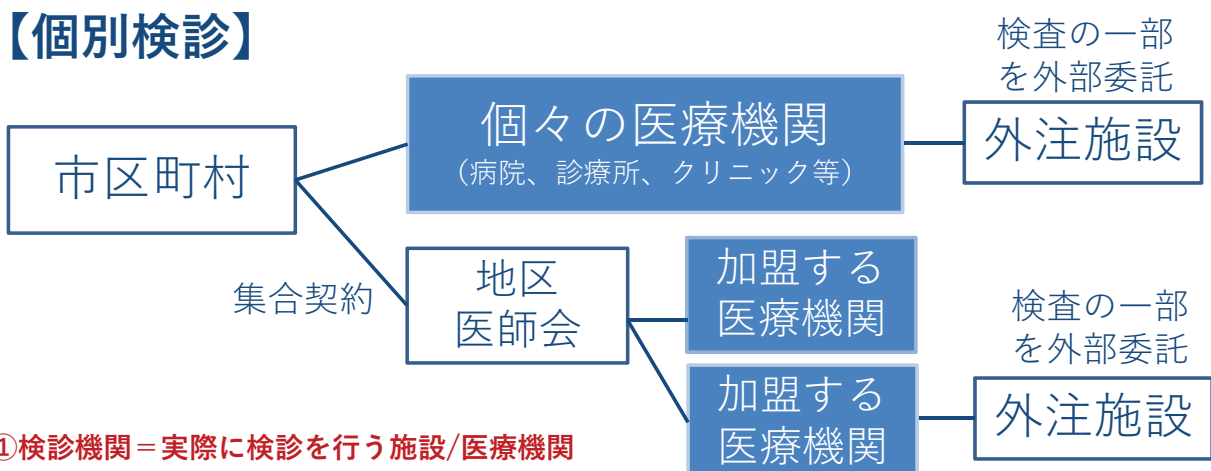 【個別検診】
検査の一部
を外部委託
市区町村
個々の医療機関
（病院、診療所、クリニック等）
外注施設
集合契約
地区
医師会
加盟する
医療機関
検査の一部
を外部委託
加盟する
医療機関
外注施設
①検診機関＝実際に検診を行う施設/医療機関